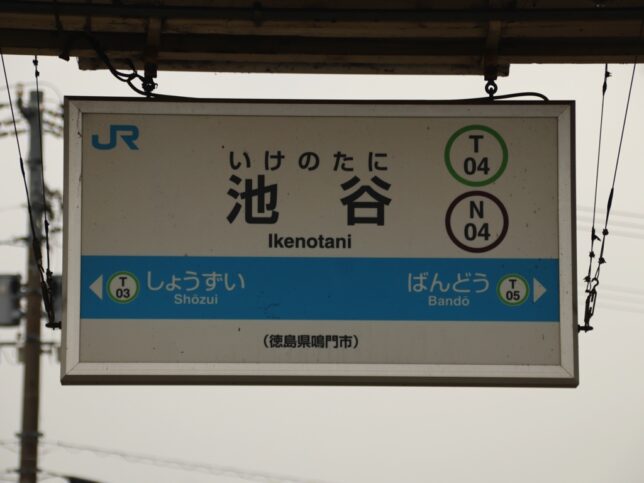 JR
いけのたに
池谷
Ikenotani
T
04
N
04
T
03
しょうずい
Shōzui
ばんどう
Bandō
T
05
（徳島県鳴門市）